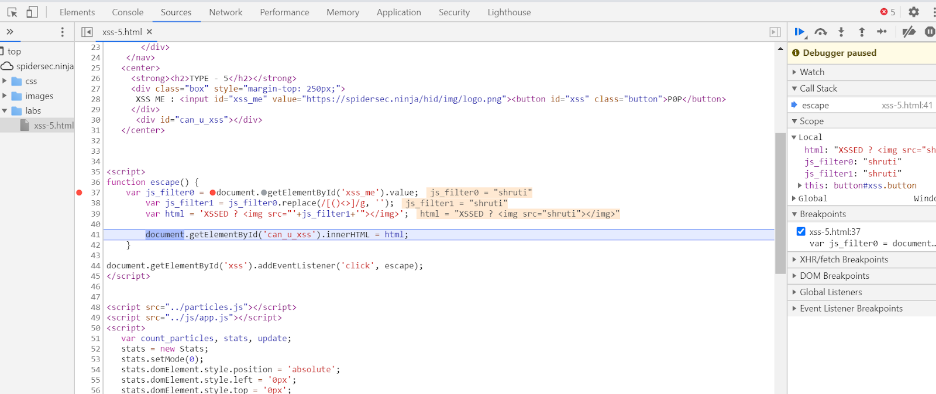 Elements Console Sources Network Performance Memory Application Security Lighthouse 5
» xss-5.html ×
top
spidersec.ninja
css
images
labs
xss-5.html
23 </div>
24 </nav>
25 <center>
26 <strong><h2>TYPE - 5</h2></strong>
27 <div class="box" style="margin-top: 250px;">
28 XSS ME : <input id="xss_me" value="https://spidersec.ninja/hid/img/logo.png"><button id="xss" class="button">P0P</button>
29 </div>
30 <div id="can_u_xss"></div>
31 </center>
32
33
34
35 <script>
36 function escape() {
37 var js_filter0 = document.getElementById('xss_me').value; js_filter0 = "shruti"
38 var js_filter1 = js_filter0.replace(/[()<>]/g, ''); js_filter1 = "shruti"
39 var html = 'XSSED ? <img src="'+js_filter1+'"></img>'; html = "XSSED ? <img src="shruti"></img>"
40
41 document.getElementById('can_u_xss').innerHTML = html;
42 }
43
44 document.getElementById('xss').addEventListener('click', escape);
45 </script>
46
47
48 <script src="../particles.js"></script>
49 <script src="../js/app.js"></script>
50 <script>
51 var count_particles, stats, update;
52 stats = new Stats;
53 stats.setMode(0);
54 stats.domElement.style.position = 'absolute';
55 stats.domElement.style.left = '0px';
56 stats.domElement.style.top = '0px';
Debugger paused
Watch
Call Stack
escape xss-5.html:41
Scope
Local
html: "XSSED ? <img src="shr
js_filter0: "shruti"
js_filter1: "shruti"
this: button#xss.button
Global Windo
Breakpoints
xss-5.html:37
var js_filter0 = document…
XHR/fetch Breakpoints
DOM Breakpoints
Global Listeners
Event Listener Breakpoints